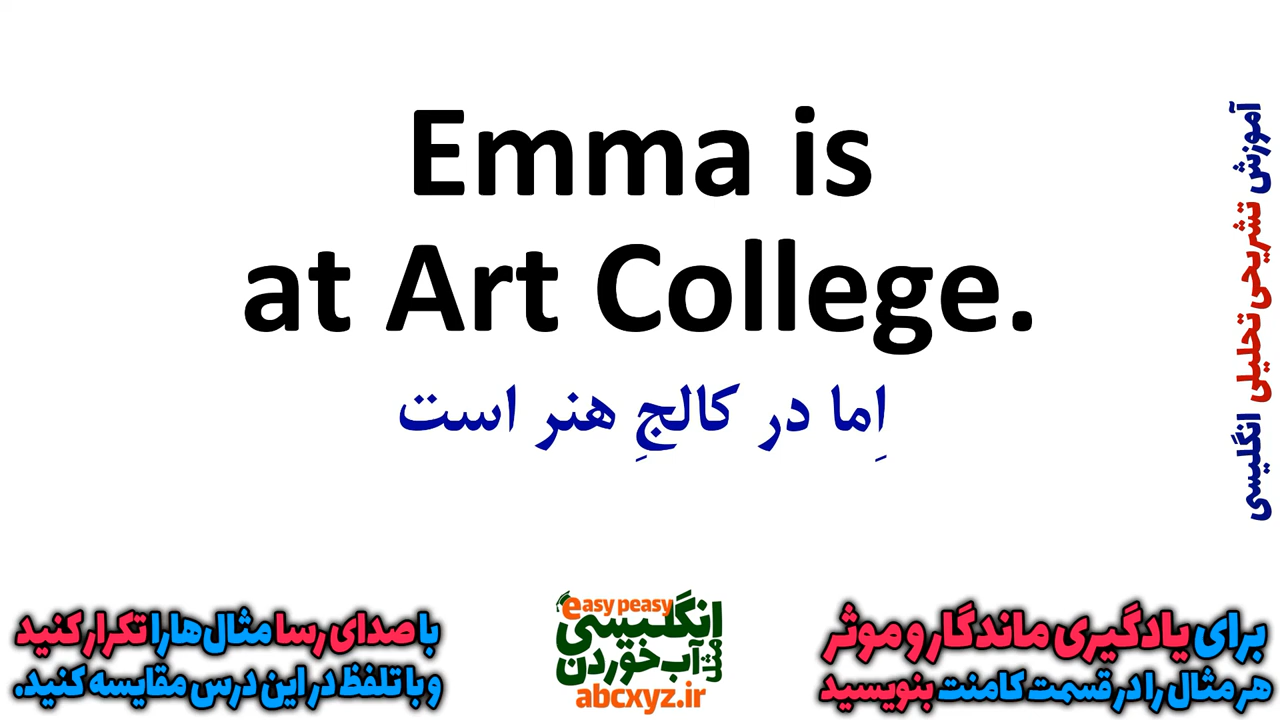 Emma is
at Art College.
اِما در کالجِ هنر است
آموزش تشریحی تحلیلی انگلیسی
برای یادگیری ماندگار و موثر
هر مثال را در قسمت کامنت بنویسید
easy peasy
انگلیسی
مثل آب خوردن
abcxyz.ir
با صدای رسا مثال‌ها را تکرار کنید
و با تلفظ در این درس مقایسه کنید.